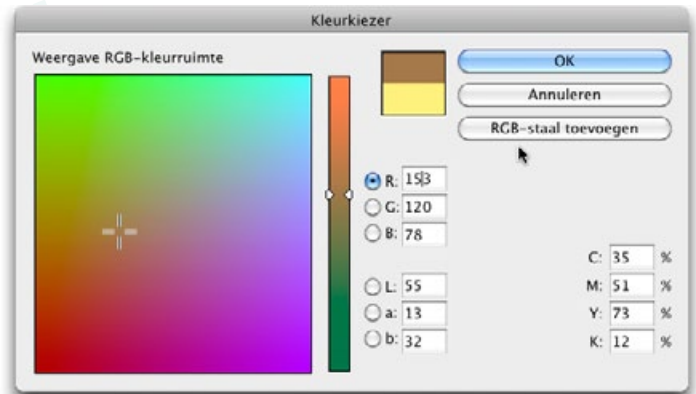 Kleurkiezer
Weergave RGB-kleurruimte
OK
Annuleren
RGB-staal toevoegen
R: 153
G: 120
B: 78
L: 55
a: 13
b: 32
C: 35 %
M: 51 %
Y: 73 %
K: 12 %